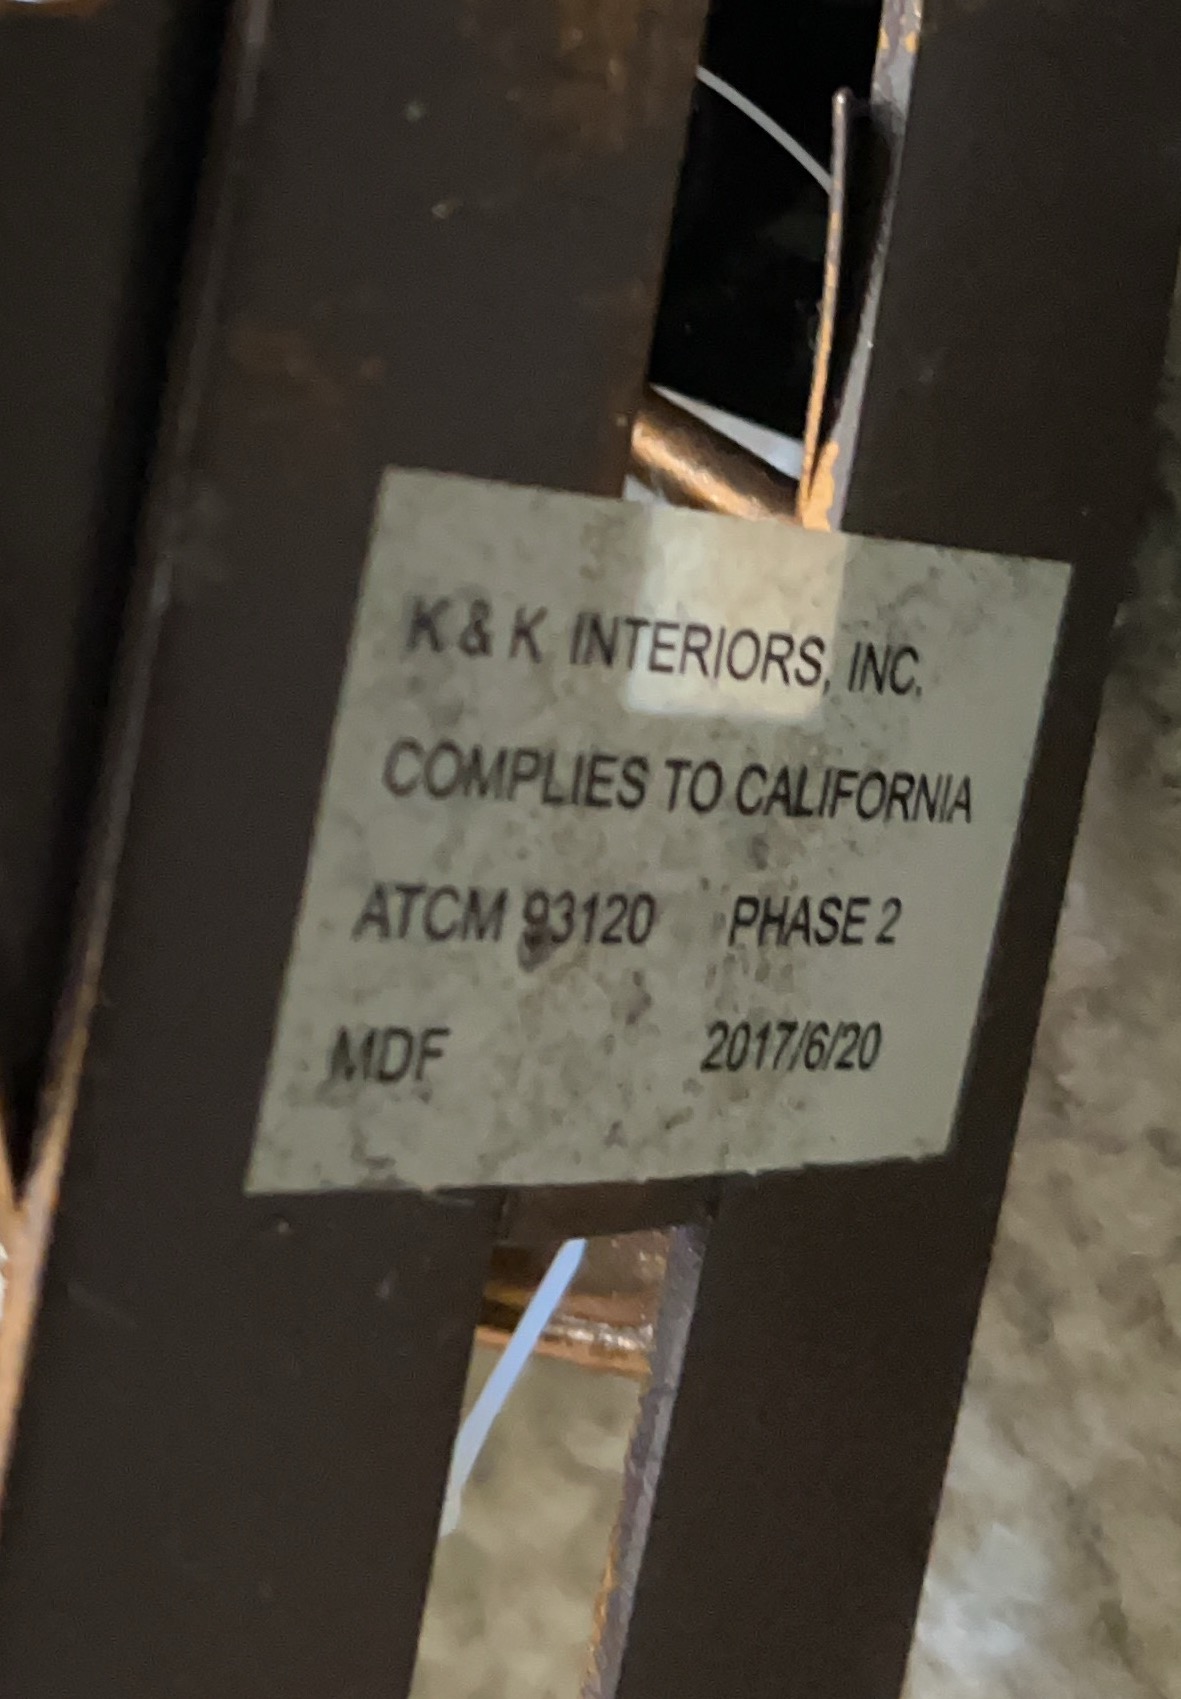 K & K INTERIORS, INC.
COMPLIES TO CALIFORNIA
ATCM 93120 PHASE 2
MDF 2017/6/20